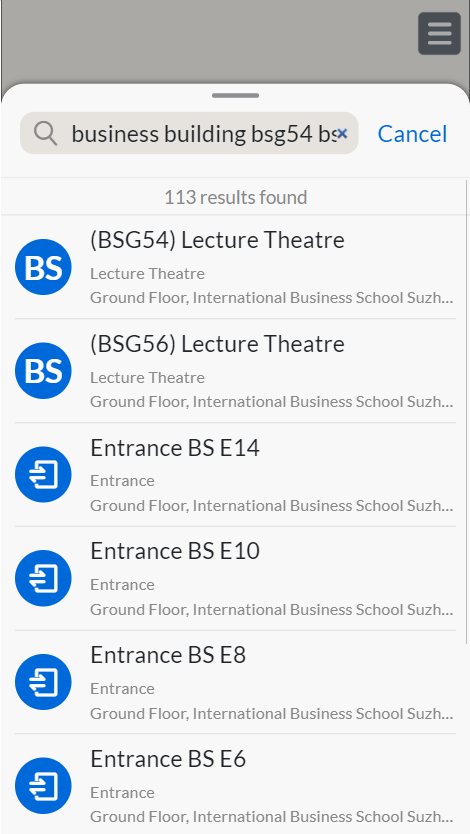 business building bsg54 bs
Cancel
113 results found
BS
(BSG54) Lecture Theatre
Lecture Theatre
Ground Floor, International Business School Suzh...
BS
(BSG56) Lecture Theatre
Lecture Theatre
Ground Floor, International Business School Suzh...
Entrance BS E14
Entrance
Ground Floor, International Business School Suzh...
Entrance BS E10
Entrance
Ground Floor, International Business School Suzh...
Entrance BS E8
Entrance
Ground Floor, International Business School Suzh...
Entrance BS E6
Entrance
Ground Floor, International Business School Suzh...